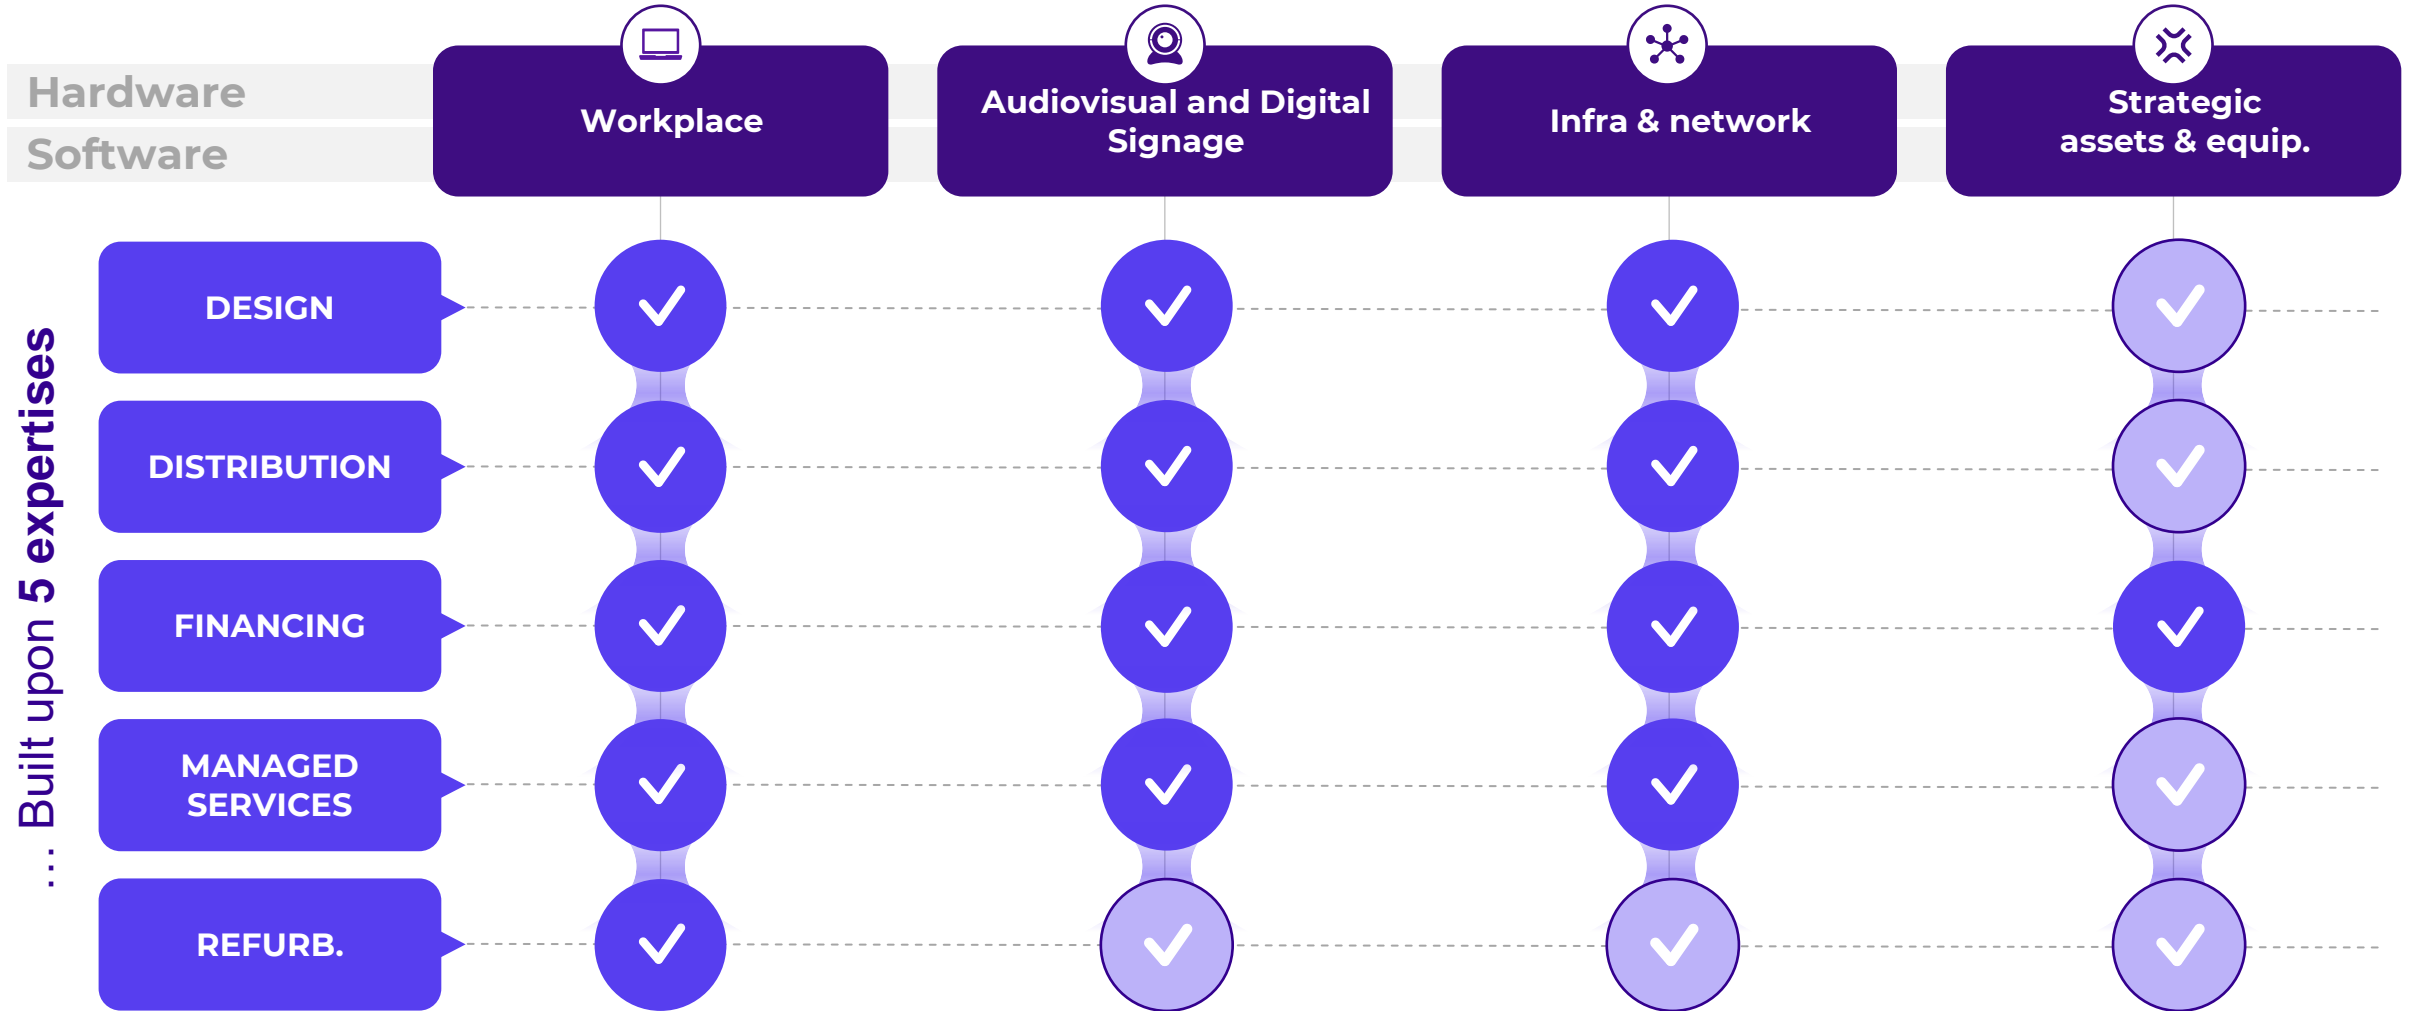 Hardware
Software
Workplace
Audiovisual and Digital
Signage
Infra & network
Strategic
assets & equip.
... Built upon 5 expertises
DESIGN
DISTRIBUTION
FINANCING
MANAGED
SERVICES
REFURB.